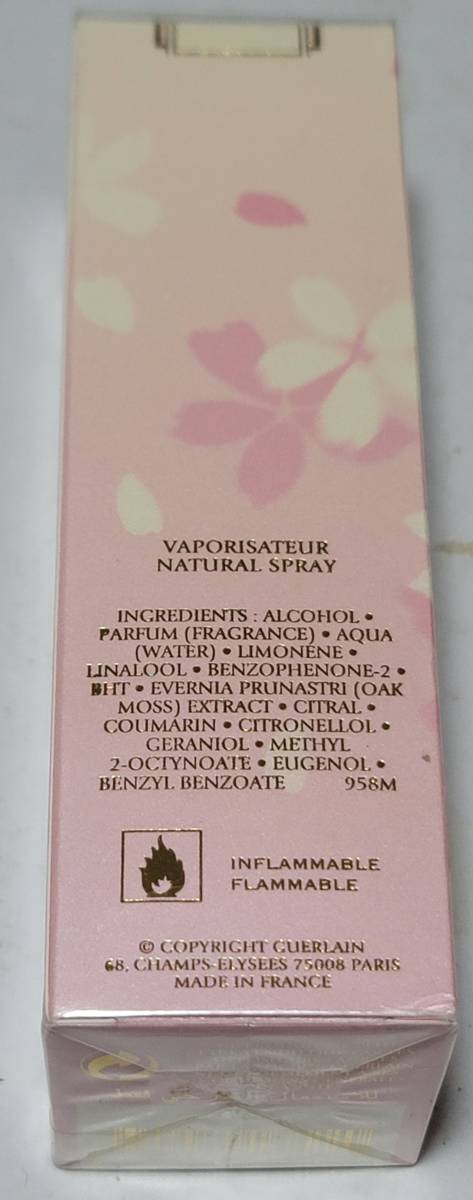 VAPORISATEUR
NATURAL SPRAY
INGREDIENTS : ALCOHOL •
PARFUM (FRAGRANCE) • AQUA
(WATER) • LIMONENE •
LINALOOL • BENZOPHENONE-2 •
BHT • EVERNIA PRUNASTRI (OAK
MOSS) EXTRACT • CITRAL •
COUMARIN • CITRONELLOL •
GERANIOL • METHYL
2-OCTYNOATE • EUGENOL •
BENZYL BENZOATE 958M
INFLAMMABLE
FLAMMABLE
© COPYRIGHT GUERLAIN
68, CHAMPS-ELYSEES 75008 PARIS
MADE IN FRANCE